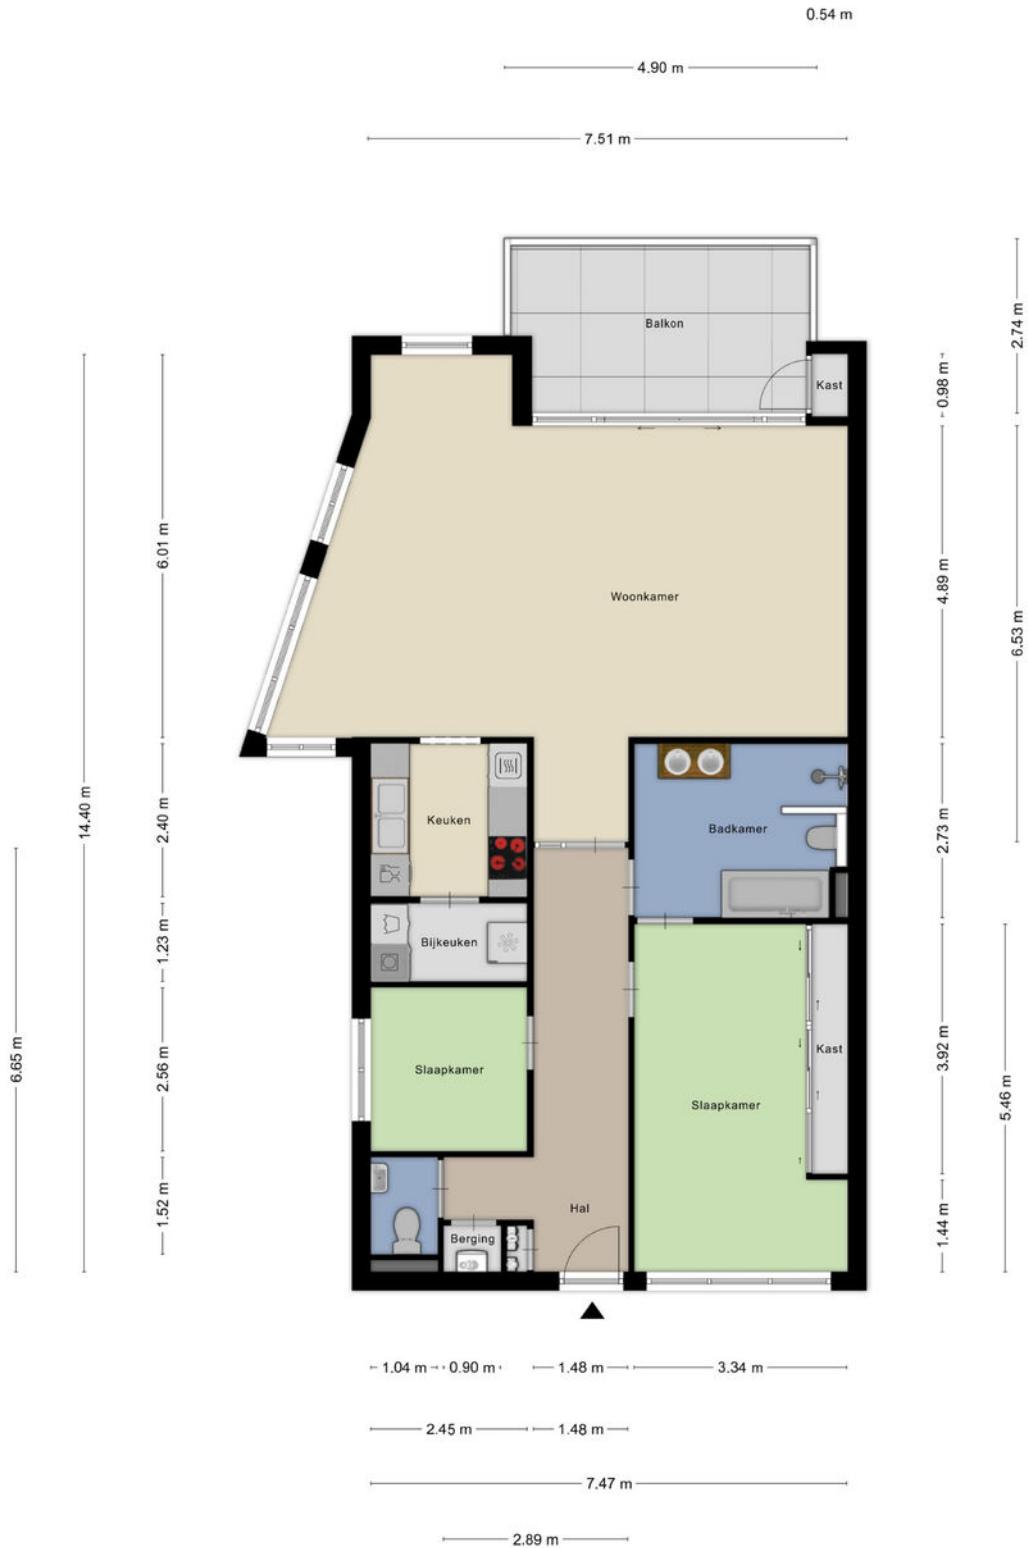 0.54 m
4.90 m
7.51 m
2.74 m
Balkon
Kast
0.98 m
6.01 m
4.89 m
Woonkamer
6.53 m
14.40 m
2.40 m
Keuken
Badkamer
2.73 m
1.23 m
Bijkeuken
6.65 m
2.56 m
Slaapkamer
Kast
3.92 m
Slaapkamer
5.46 m
1.52 m
Hal
1.44 m
Berging
1.04 m
0.90 m
1.48 m
3.34 m
2.45 m
1.48 m
7.47 m
2.89 m